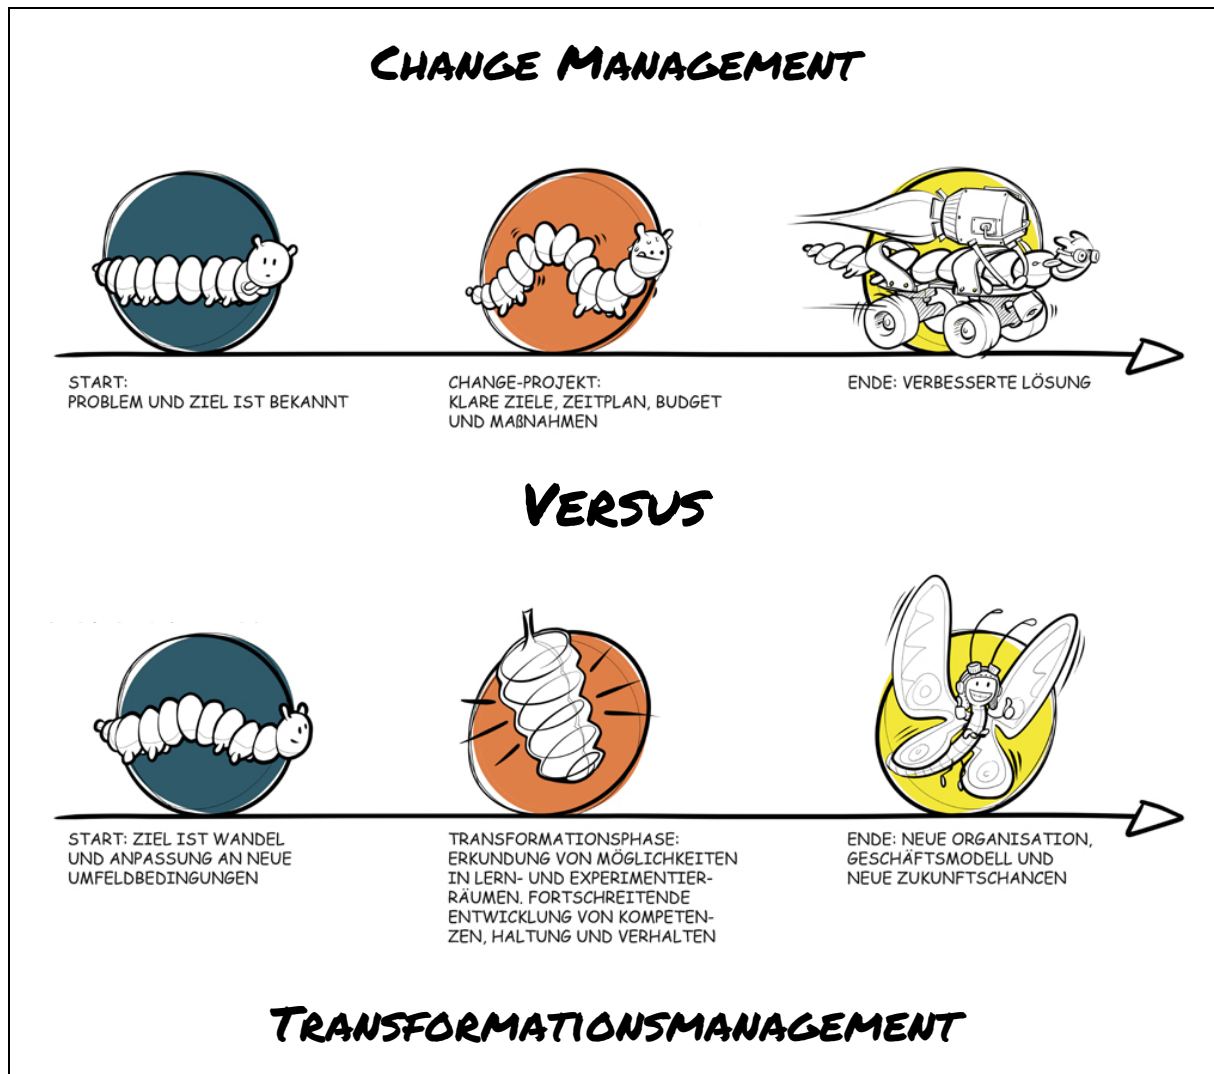 CHANGE MANAGEMENT
START:
PROBLEM UND ZIEL IST BEKANNT
CHANGE-PROJEKT:
KLARE ZIELE, ZEITPLAN, BUDGET
UND MAßNAHMEN
ENDE: VERBESSERTE LÖSUNG
VERSUS
START: ZIEL IST WANDEL
UND ANPASSUNG AN NEUE
UMFELDBEDINGUNGEN
TRANSFORMATIONSPHASE:
ERKUNDUNG VON MÖGLICHKEITEN
IN LERN- UND EXPERIMENTIER-
RÄUMEN. FORTSCHREITENDE
ENTWICKLUNG VON KOMPETEN-
ZEN, HALTUNG UND VERHALTEN
ENDE: NEUE ORGANISATION,
GESCHÄFTSMODELL UND
NEUE ZUKUNFTSCHANCEN
TRANSFORMATIONSMANAGEMENT